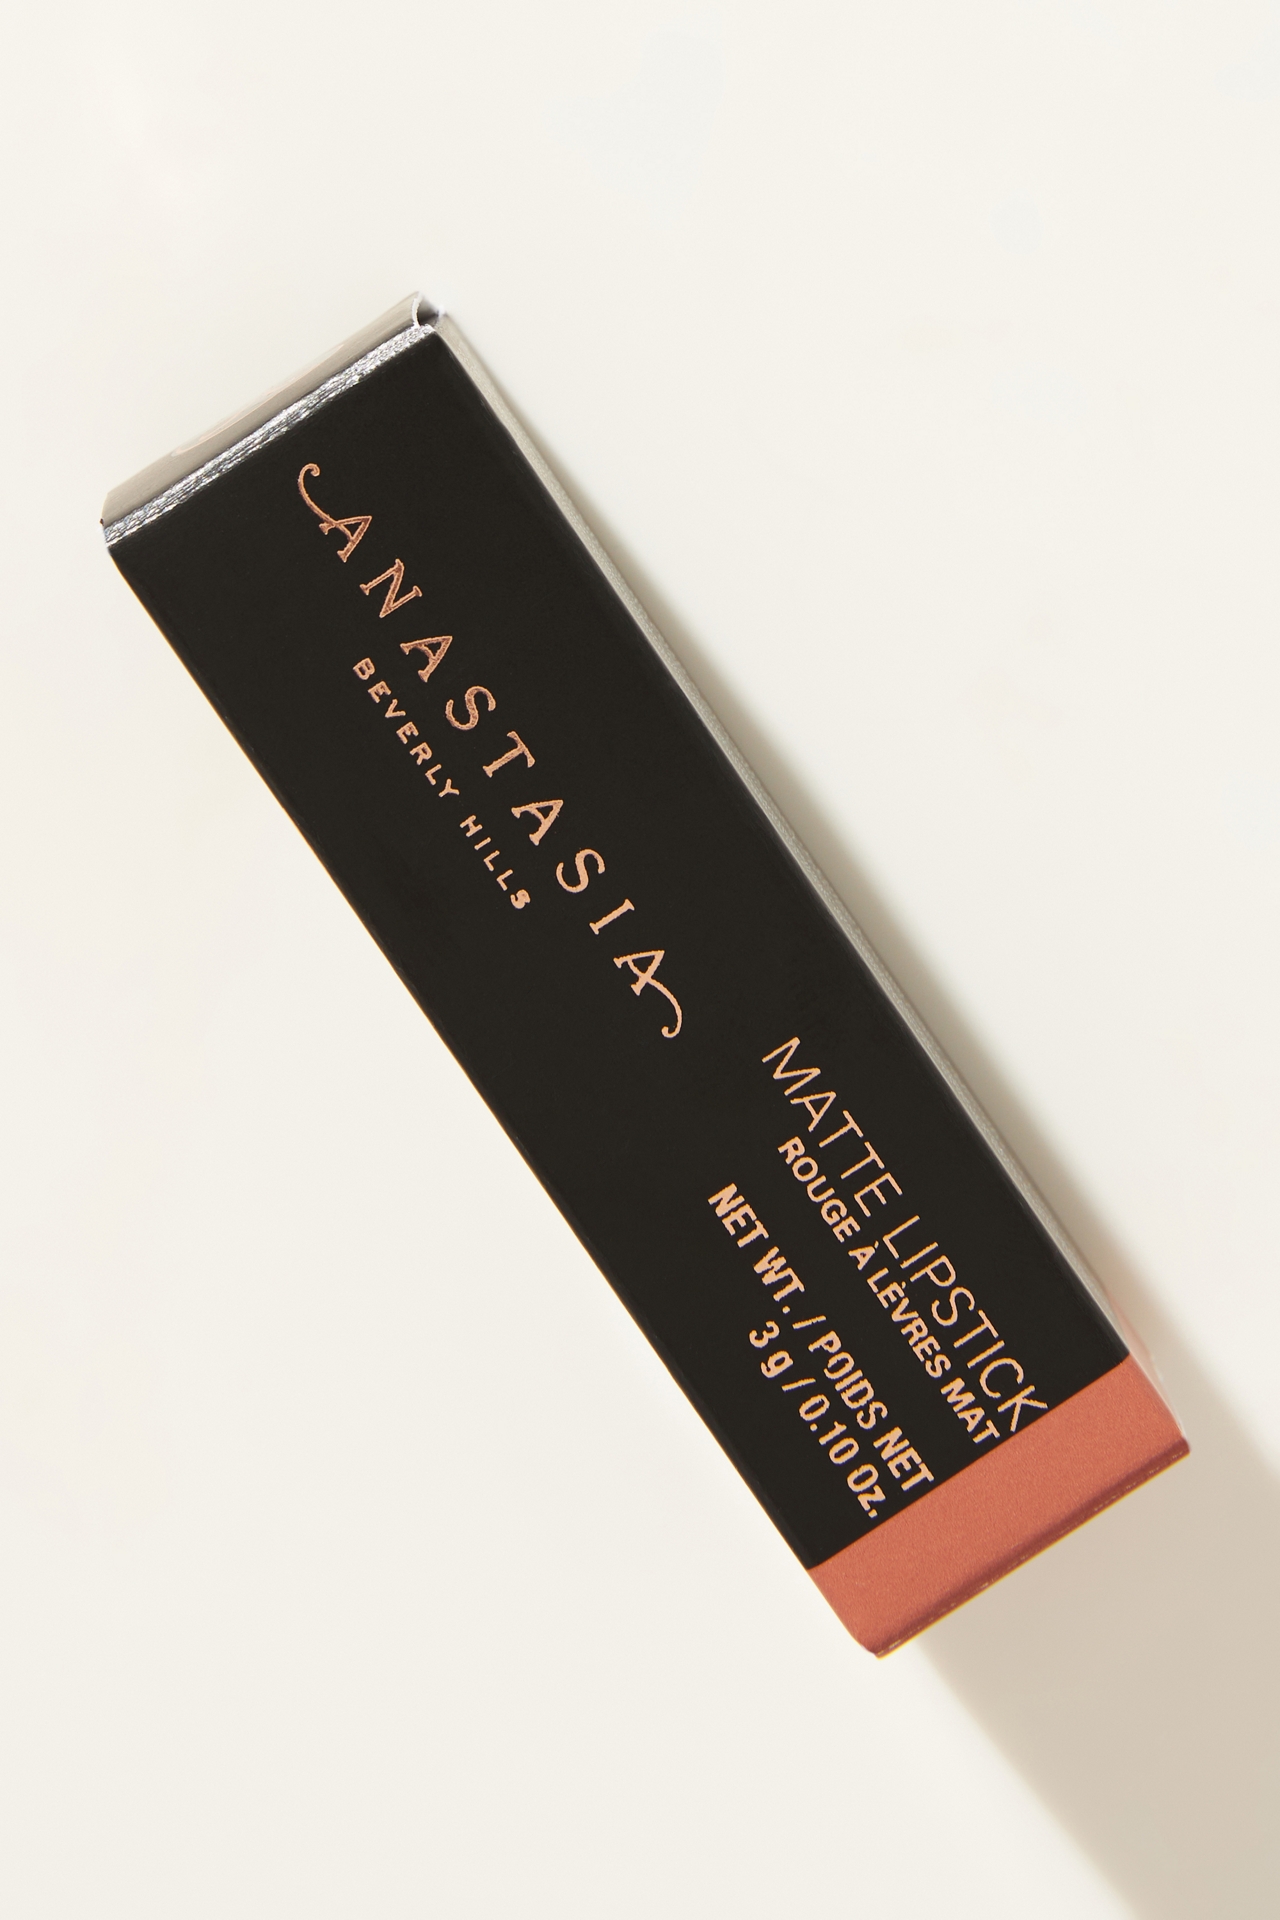 ANASTASIA
BEVERLY HILLS
MATTE LIPSTICK
ROUGE À LÈVRES MAT
NET WT. / POIDS NET
3 g / 0.10 Oz.